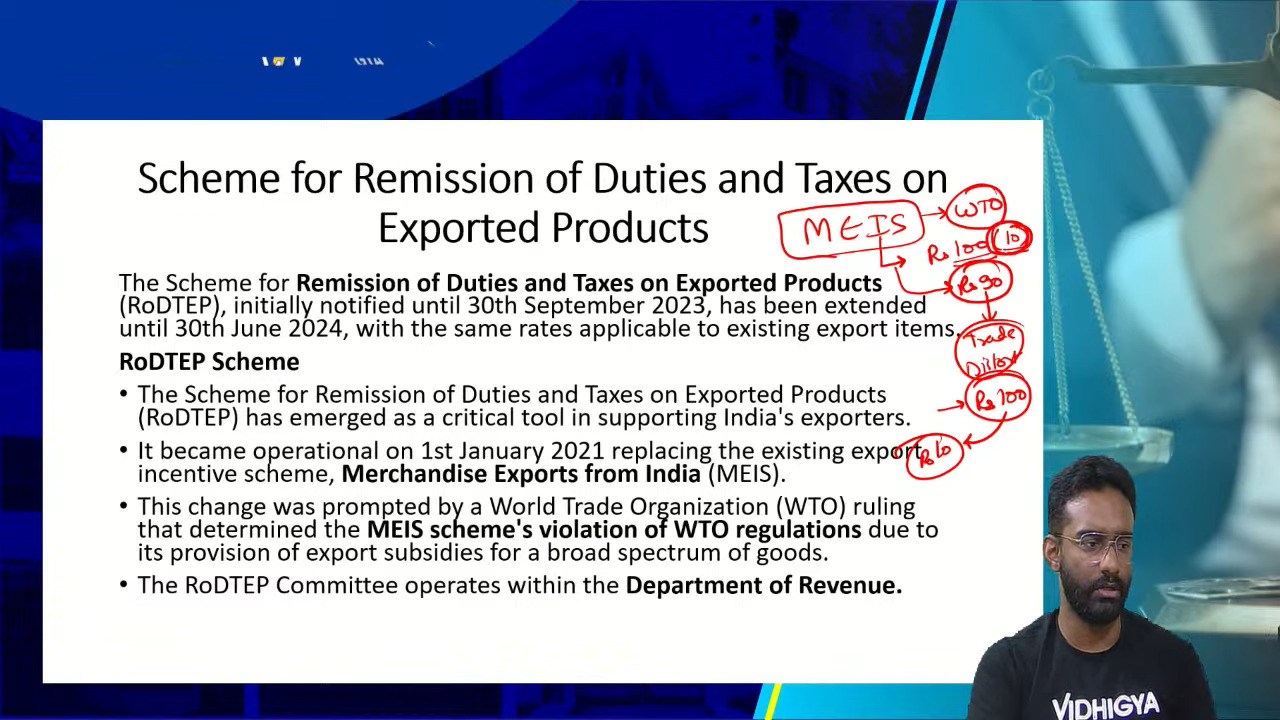 Scheme for Remission of Duties and Taxes on
Exported Products
MEIS
WTO
Rs 100
10
Rs 90
Trade
Distort
Rs 100
Rs 10
The Scheme for Remission of Duties and Taxes on Exported Products
(RoDTEP), initially notified until 30th September 2023, has been extended
until 30th June 2024, with the same rates applicable to existing export items.
RoDTEP Scheme
• The Scheme for Remission of Duties and Taxes on Exported Products
(RoDTEP) has emerged as a critical tool in supporting India's exporters.
• It became operational on 1st January 2021 replacing the existing export
incentive scheme, Merchandise Exports from India (MEIS).
• This change was prompted by a World Trade Organization (WTO) ruling
that determined the MEIS scheme's violation of WTO regulations due to
its provision of export subsidies for a broad spectrum of goods.
• The RoDTEP Committee operates within the Department of Revenue.
VIDHIGYA